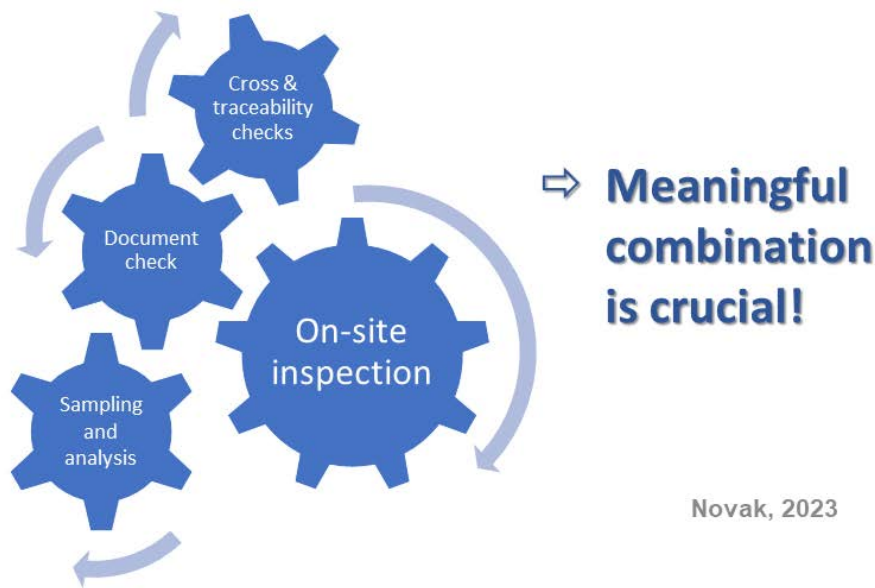 Cross &
traceability
checks
Document
check
On-site
inspection
Sampling
and
analysis
⇨ Meaningful
combination
is crucial!
Novak, 2023